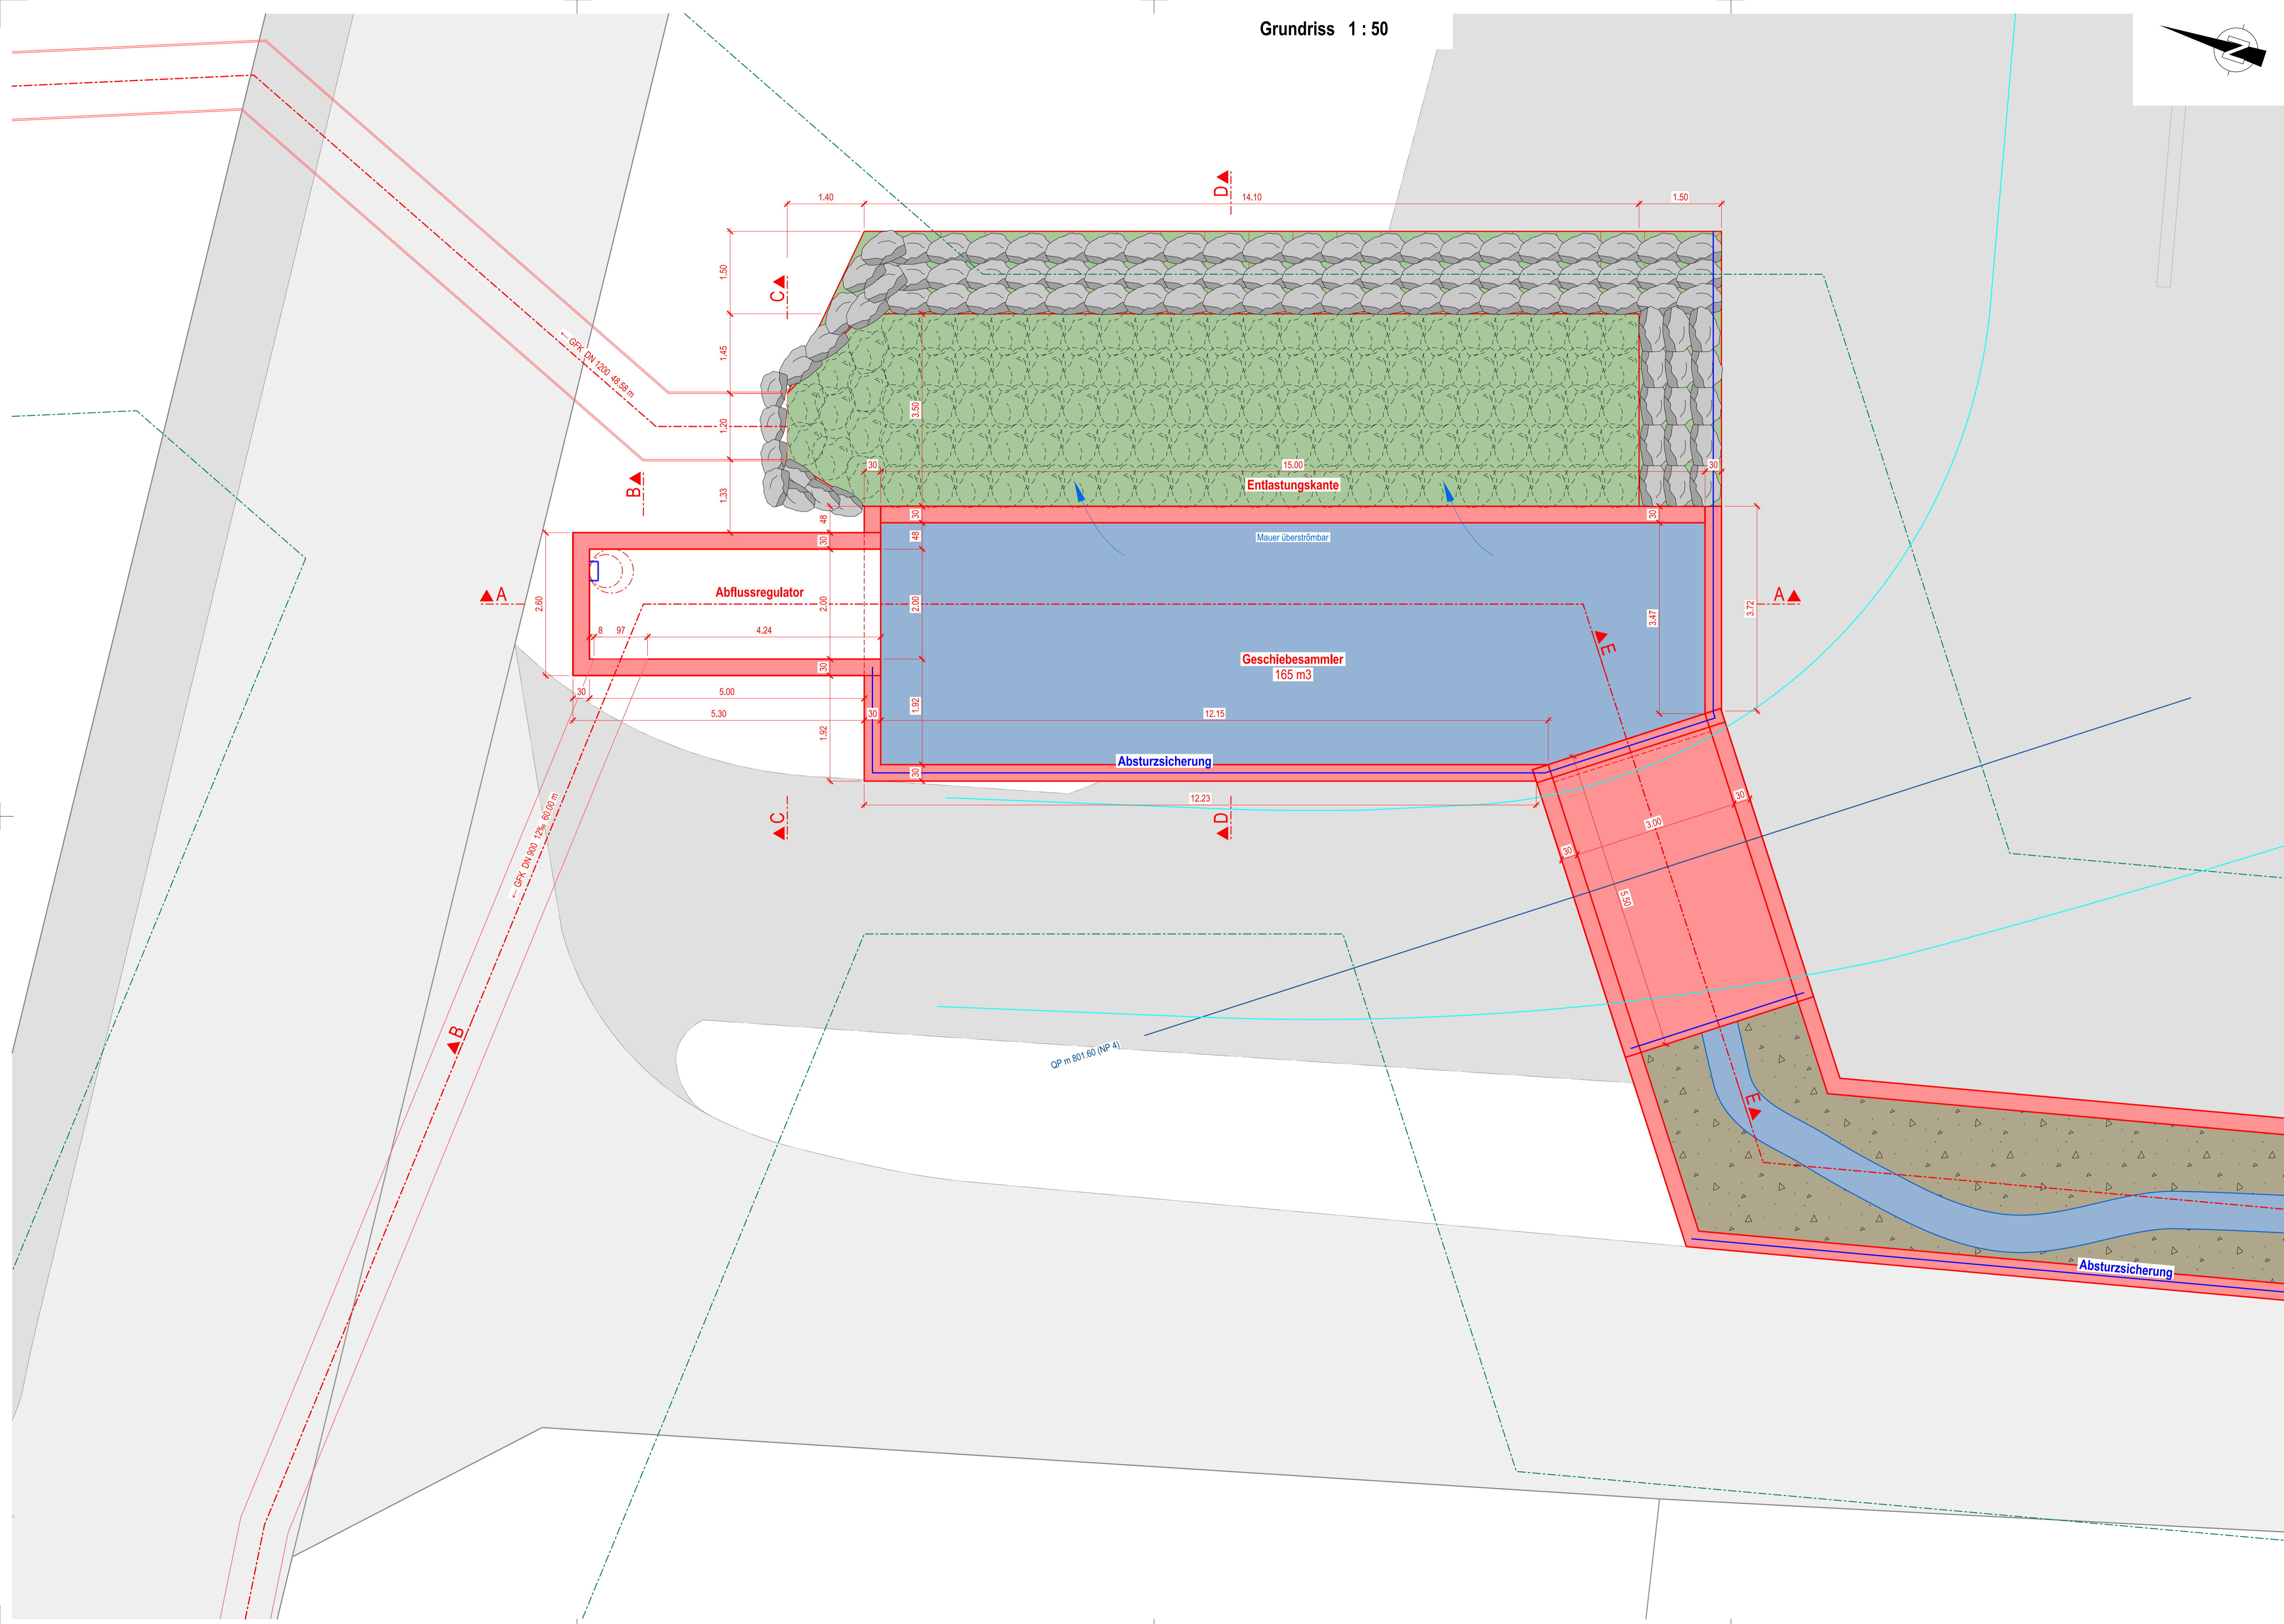 Grundriss 1 : 50
1.40
14.10
1.50
D
D
C
C
B
B
A
A
E
E
1.50
1.45
1.20
1.33
← GFK DN 1200 48.58 m
3.50
30
15.00
30
Entlastungskante
48
30
30
48
30
Mauer überströmbar
2.60
Abflussregulator
2.00
2.00
3.47
3.72
8
97
4.24
Geschiebesammler
165 m3
30
30
5.00
5.30
30
12.15
1.92
1.92
30
Absturzsicherung
12.23
← GFK DN 900 12‰ 60.00 m
30
3.00
30
5.50
QP m 801.60 (NP 4)
Absturzsicherung